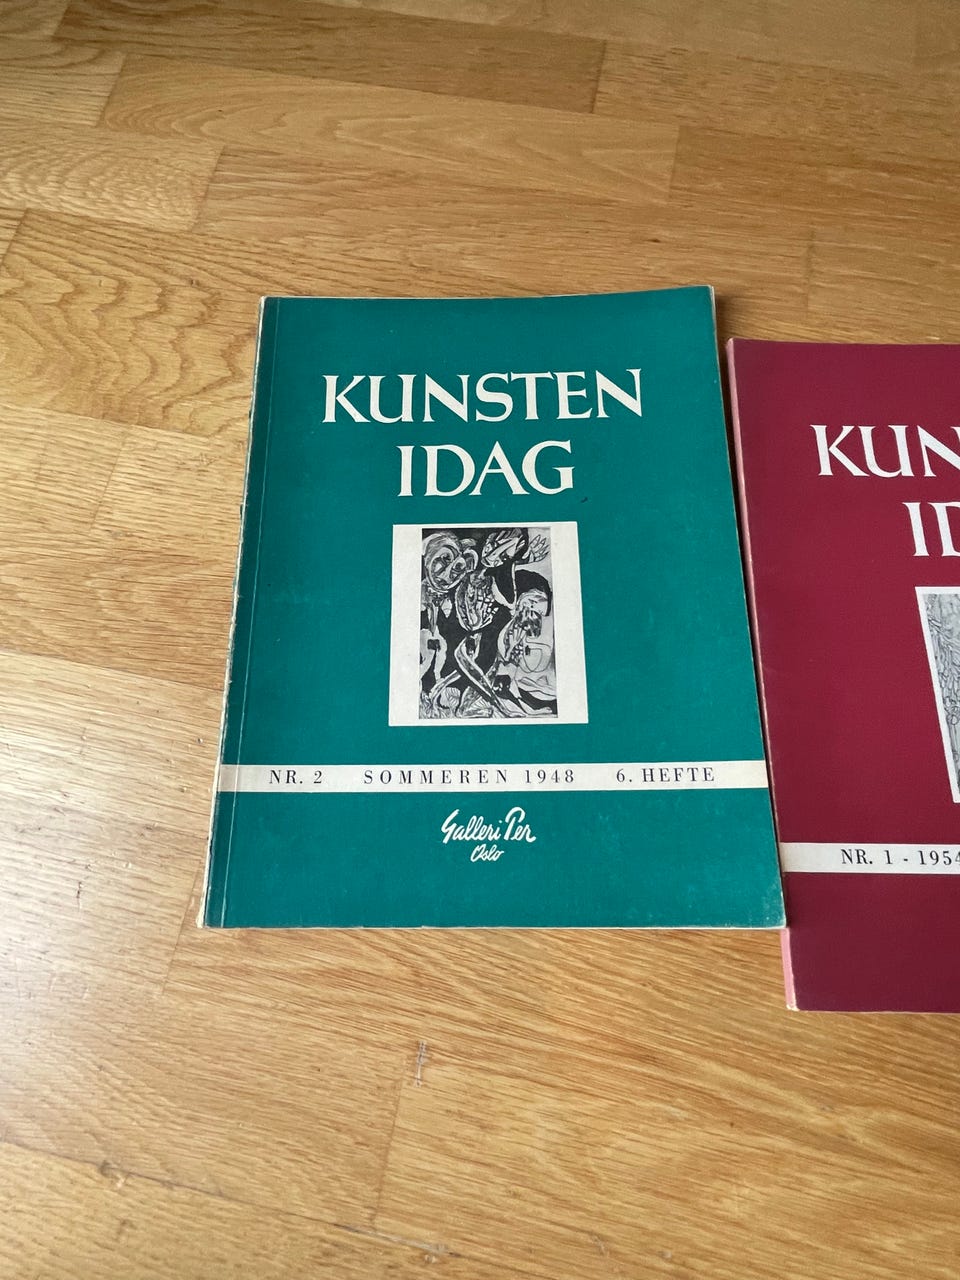 KUNSTEN
IDAG
NR. 2 SOMMEREN 1948 6. HEFTE
Galleri Per
Oslo
KUN
ID
NR. 1 - 1954